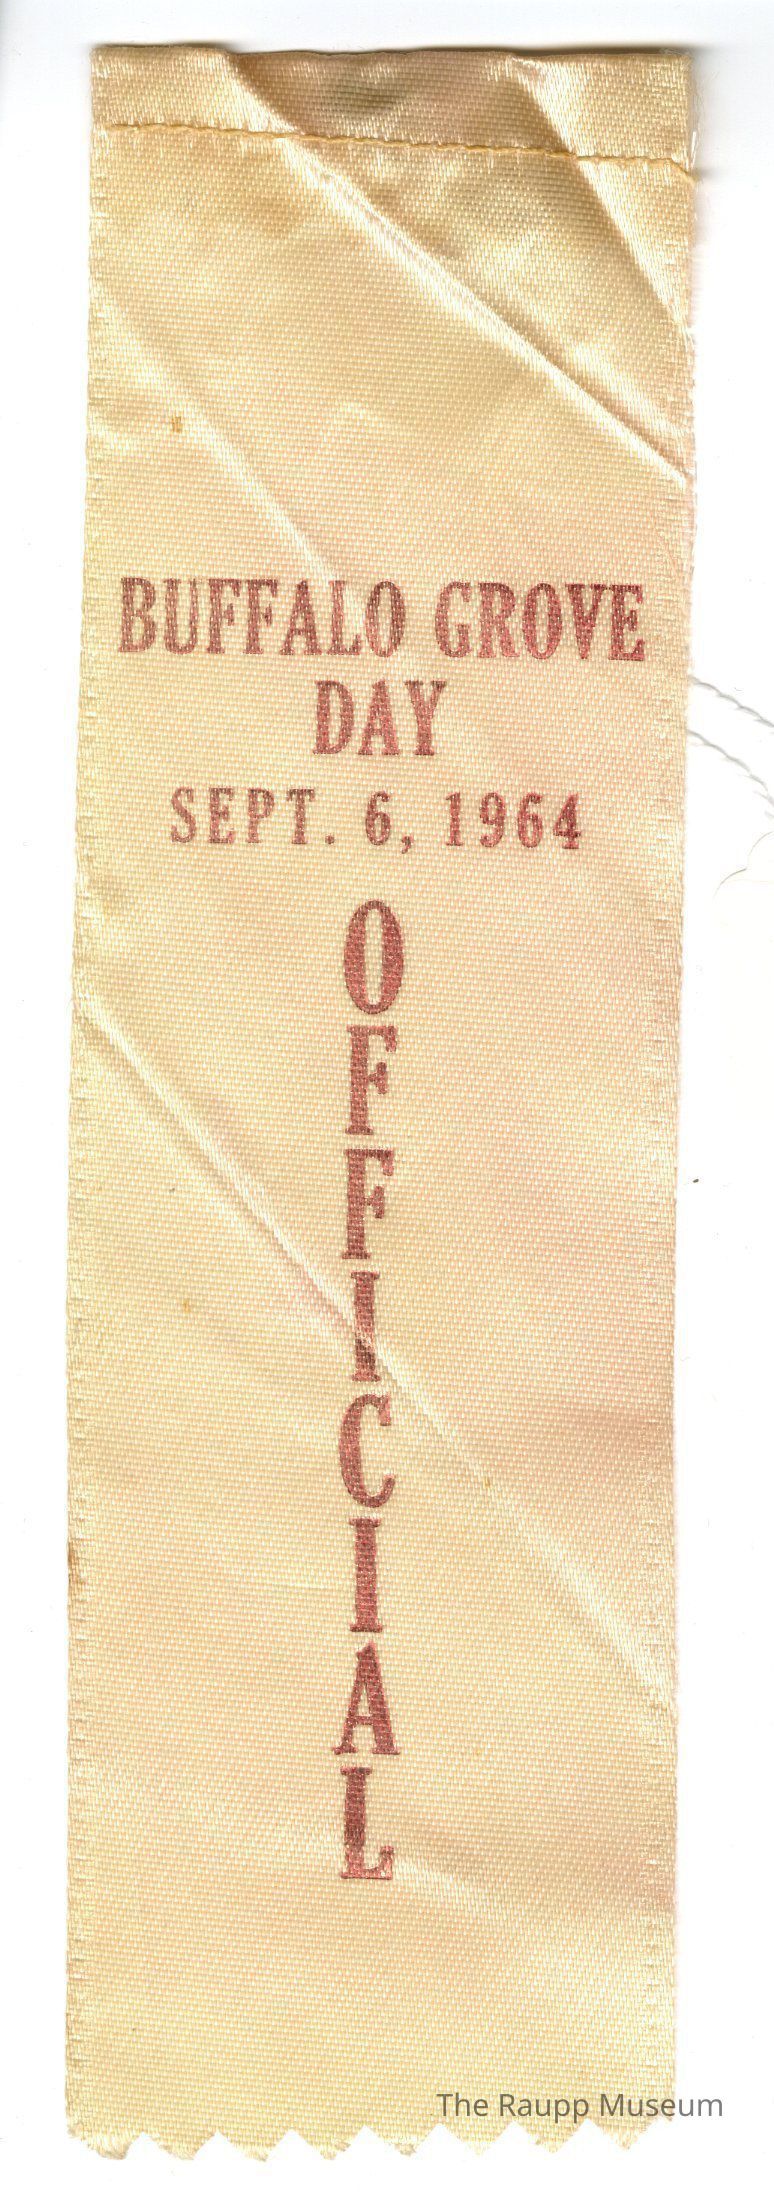 BUFFALO GROVE
DAY
SEPT. 6, 1964
OFFICIAL
The Raupp Museum